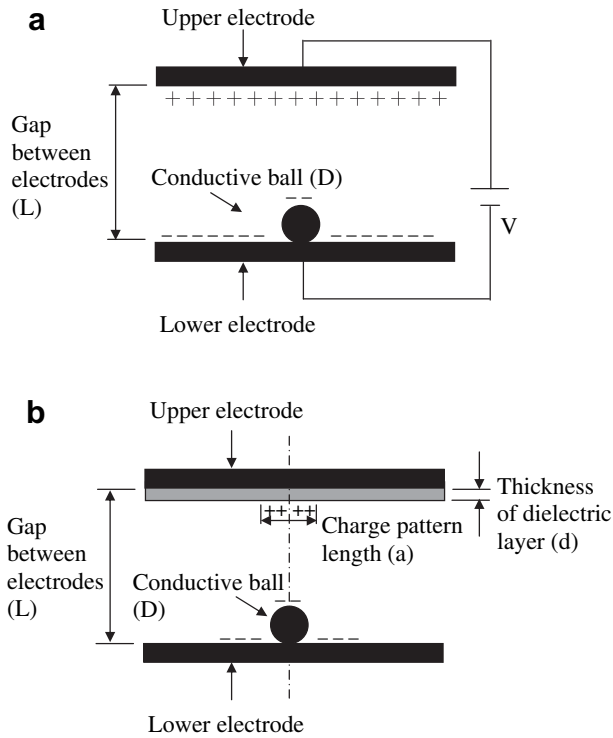 a
Upper electrode
+ + + + + + + + + + + + + +
Gap
between
electrodes
(L)
Conductive ball (D)
V
Lower electrode
b
Upper electrode
++ ++
Thickness
of dielectric
layer (d)
Charge pattern
length (a)
Gap
between
electrodes
(L)
Conductive ball
(D)
Lower electrode